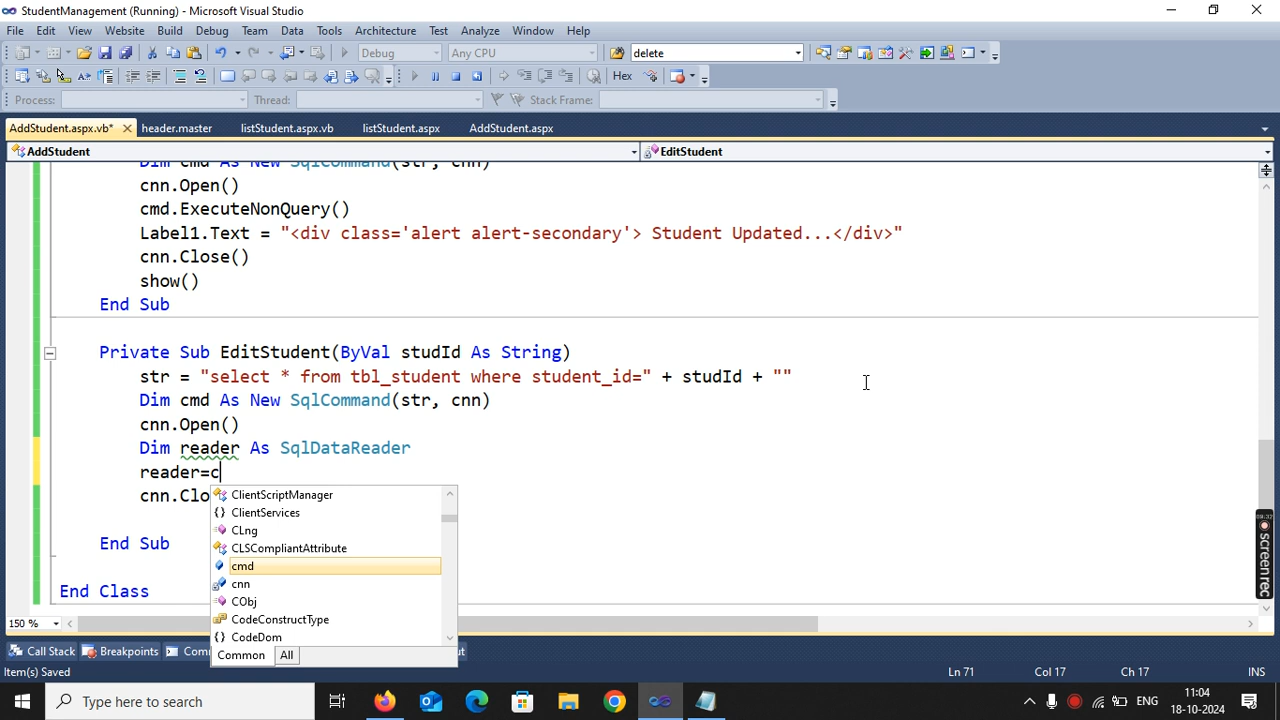 StudentManagement (Running) - Microsoft Visual Studio
File Edit View Website Build Debug Team Data Tools Architecture Test Analyze Window Help
Debug Any CPU delete
Hex
Process: Thread: Stack Frame:
AddStudent.aspx.vb* header.master listStudent.aspx.vb listStudent.aspx AddStudent.aspx
AddStudent EditStudent
Dim cmd As New SqlCommand(str, cnn)
cnn.Open()
cmd.ExecuteNonQuery()
Label1.Text = "<div class='alert alert-secondary'> Student Updated...</div>"
cnn.Close()
show()
End Sub
Private Sub EditStudent(ByVal studId As String)
str = "select * from tbl_student where student_id=" + studId + ""
Dim cmd As New SqlCommand(str, cnn)
cnn.Open()
Dim reader As SqlDataReader
reader=c
cnn.Clo
ClientScriptManager
ClientServices
CLng
CLSCompliantAttribute
cmd
cnn
CObj
CodeConstructType
CodeDom
Common All
End Sub
End Class
150 %
screen rec
Call Stack Breakpoints Comm ut
Item(s) Saved Ln 71 Col 17 Ch 17 INS
Type here to search ENG 11:04
18-10-2024